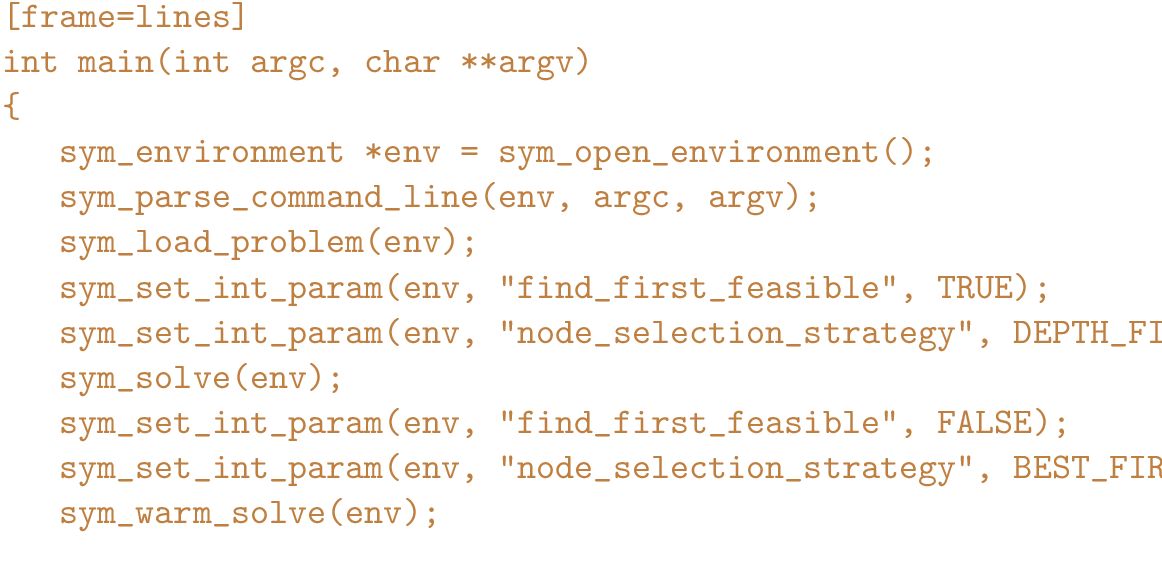 [frame=lines]
int main(int argc, char **argv)
{
   sym_environment *env = sym_open_environment();
   sym_parse_command_line(env, argc, argv);
   sym_load_problem(env);
   sym_set_int_param(env, "find_first_feasible", TRUE);
   sym_set_int_param(env, "node_selection_strategy", DEPTH_FI
   sym_solve(env);
   sym_set_int_param(env, "find_first_feasible", FALSE);
   sym_set_int_param(env, "node_selection_strategy", BEST_FIR
   sym_warm_solve(env);